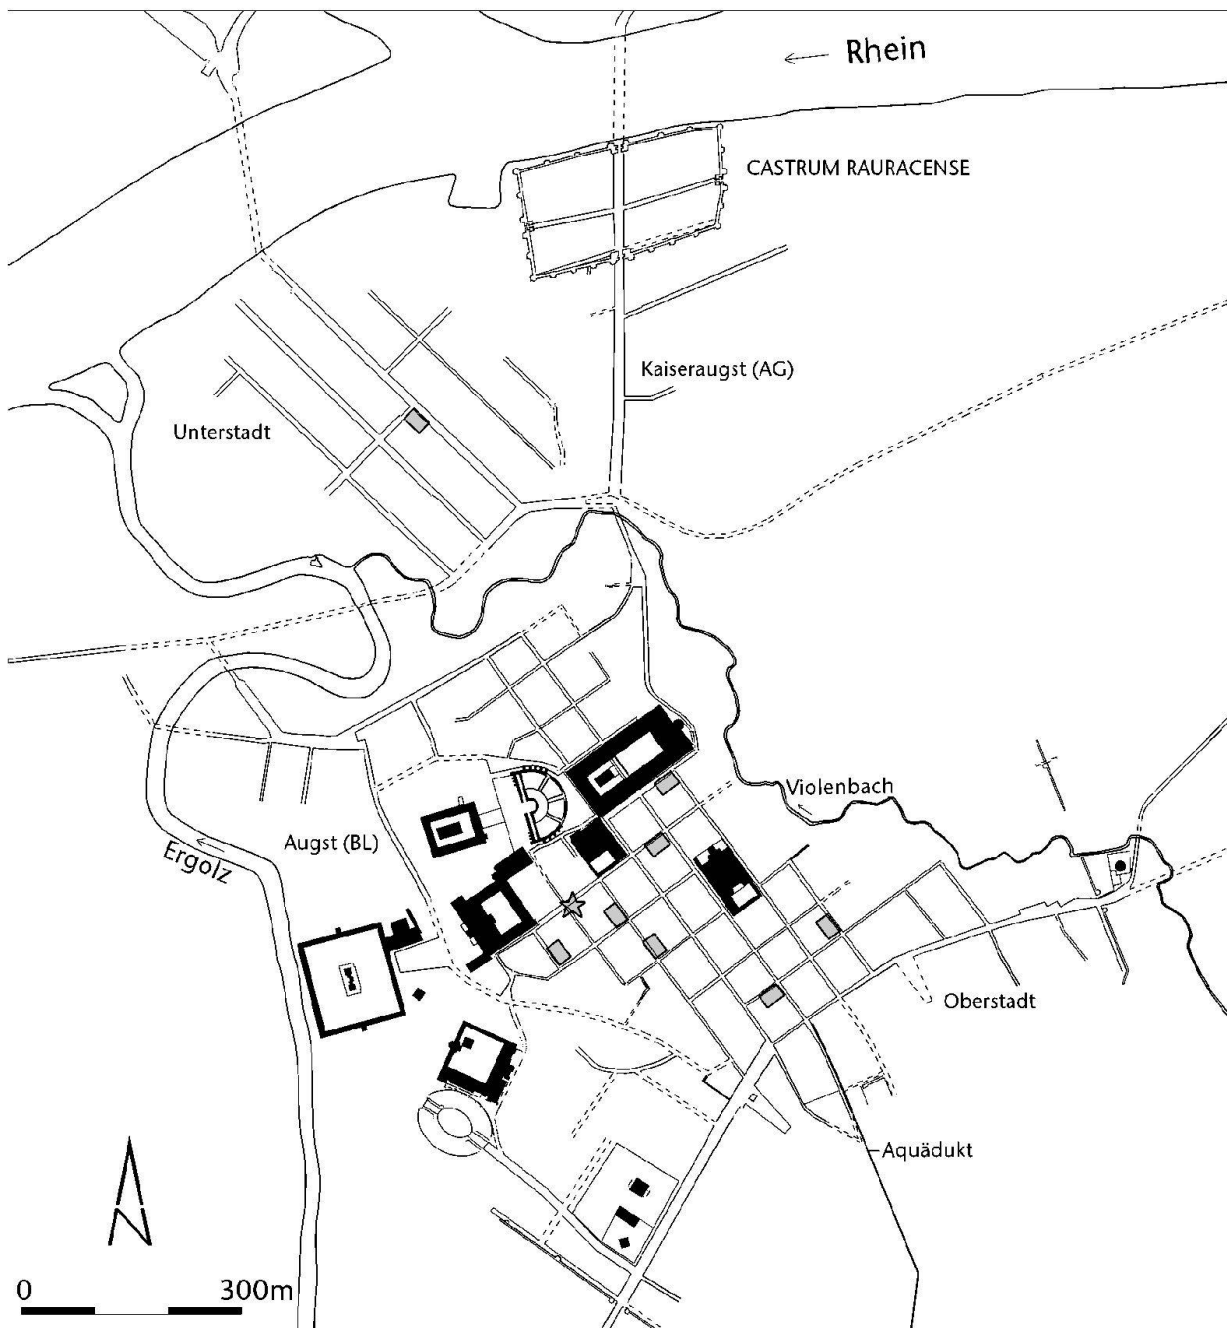 Rhein
CASTRUM RAURACENSE
Kaiseraugst (AG)
Unterstadt
Violenbach
Augst (BL)
Ergolz
Oberstadt
Aquädukt
N
0 300m